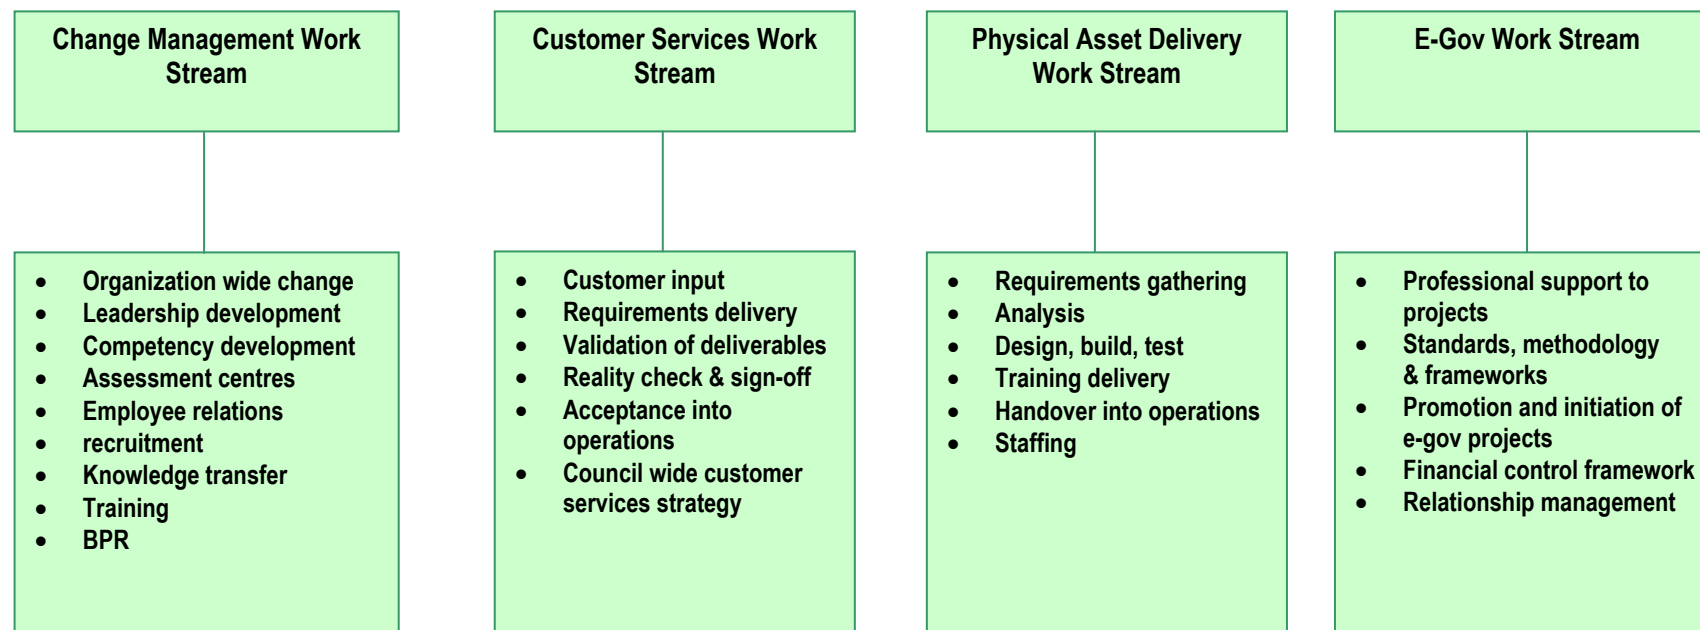 Change Management Work
Stream
Customer Services Work
Stream
Physical Asset Delivery
Work Stream
E-Gov Work Stream
• Organization wide change
• Leadership development
• Competency development
• Assessment centres
• Employee relations
• recruitment
• Knowledge transfer
• Training
• BPR
• Customer input
• Requirements delivery
• Validation of deliverables
• Reality check & sign-off
• Acceptance into
operations
• Council wide customer
services strategy
• Requirements gathering
• Analysis
• Design, build, test
• Training delivery
• Handover into operations
• Staffing
• Professional support to
projects
• Standards, methodology
& frameworks
• Promotion and initiation of
e-gov projects
• Financial control framework
• Relationship management